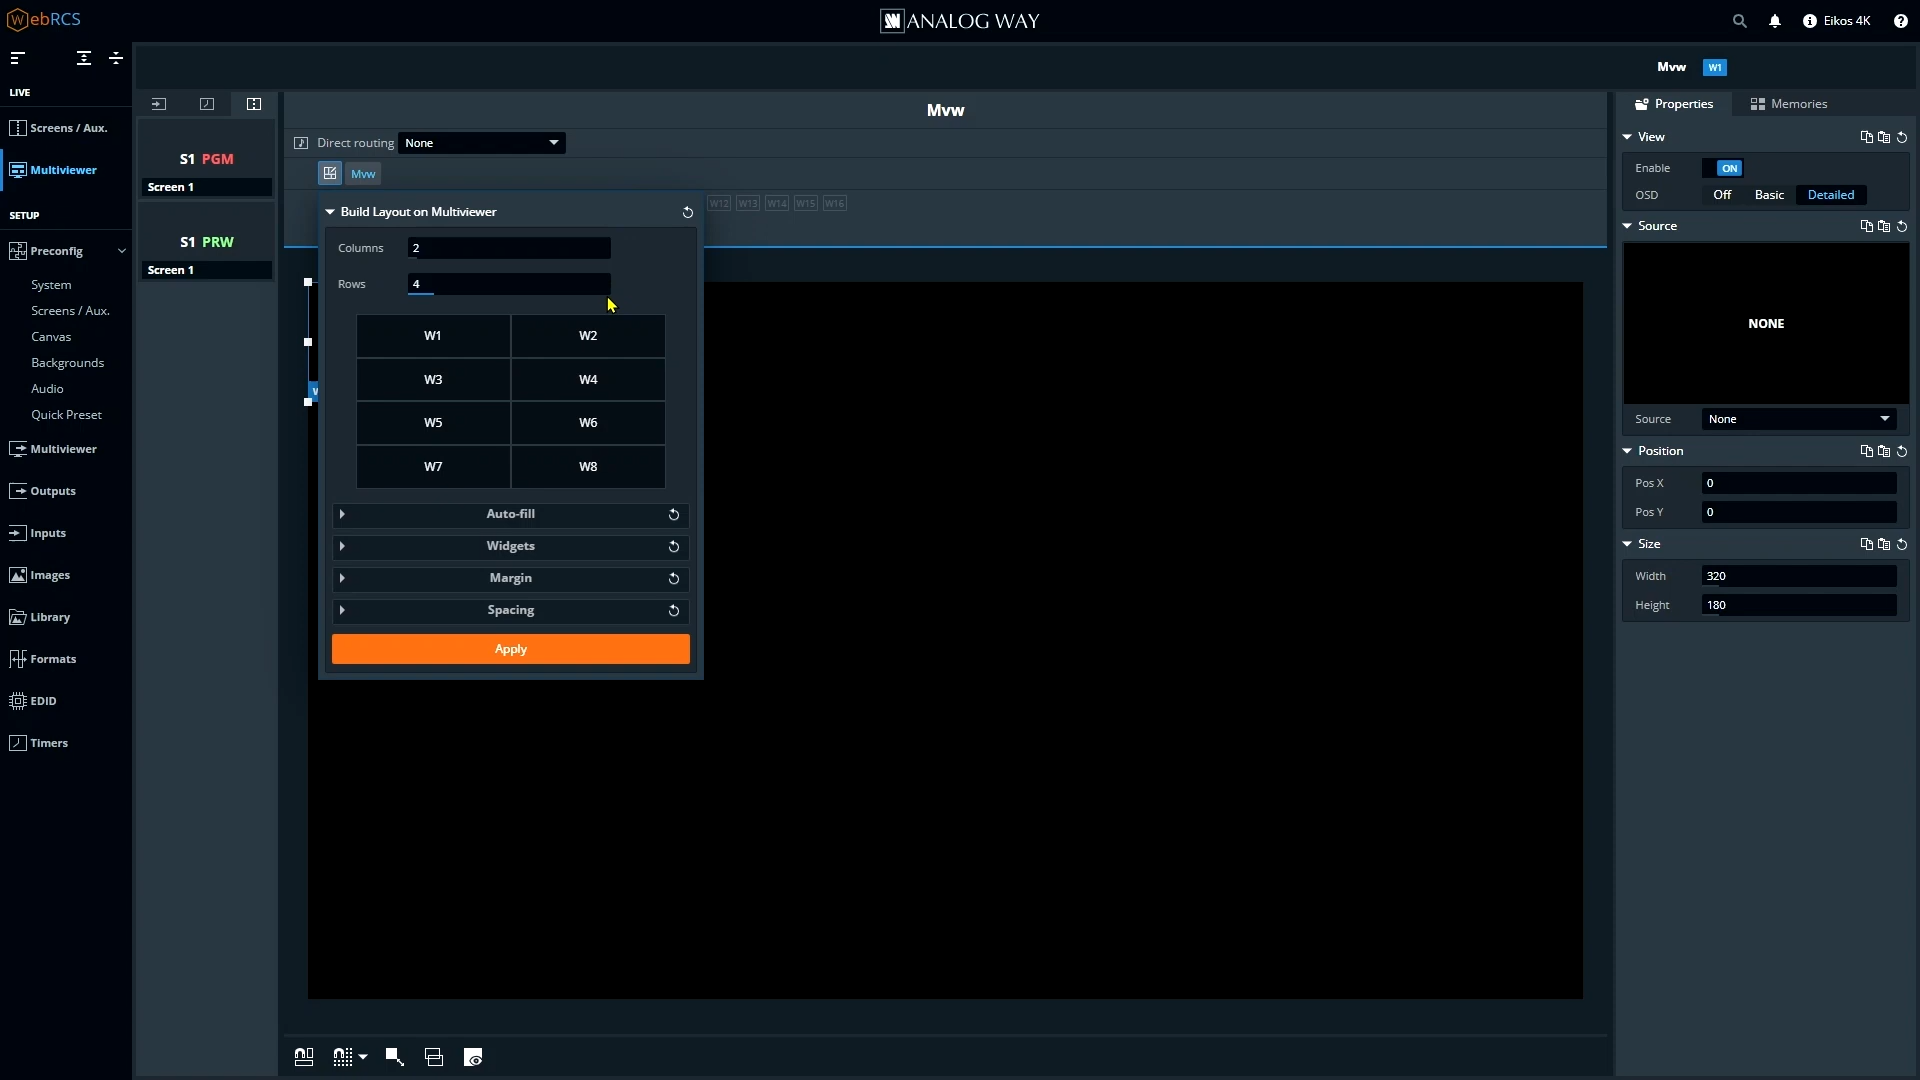 WebRCS
ANALOG WAY
Eikos 4K
Mvw W1
LIVE
Screens / Aux.
Multiviewer
SETUP
Preconfig
System
Screens / Aux.
Canvas
Backgrounds
Audio
Quick Preset
Multiviewer
Outputs
Inputs
Images
Library
Formats
EDID
Timers
S1 PGM
Screen 1
S1 PRW
Screen 1
Mvw
Direct routing None
Mvw
W12 W13 W14 W15 W16
Build Layout on Multiviewer
Columns 2
Rows 4
W1 W2
W3 W4
W5 W6
W7 W8
Auto-fill
Widgets
Margin
Spacing
Apply
Properties Memories
View
Enable ON
OSD Off Basic Detailed
Source
NONE
Source None
Position
Pos X 0
Pos Y 0
Size
Width 320
Height 180